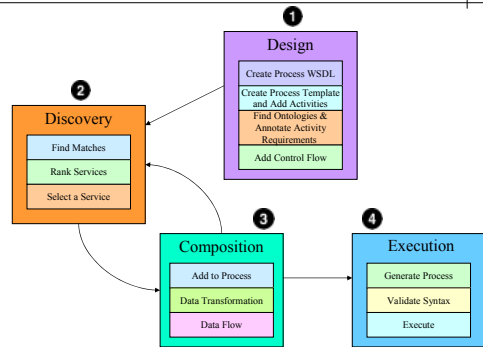 1
Design
Create Process WSDL
Create Process Template
and Add Activities
Find Ontologies &
Annotate Activity
Requirements
Add Control Flow
2
Discovery
Find Matches
Rank Services
Select a Service
3
Composition
Add to Process
Data Transformation
Data Flow
4
Execution
Generate Process
Validate Syntax
Execute